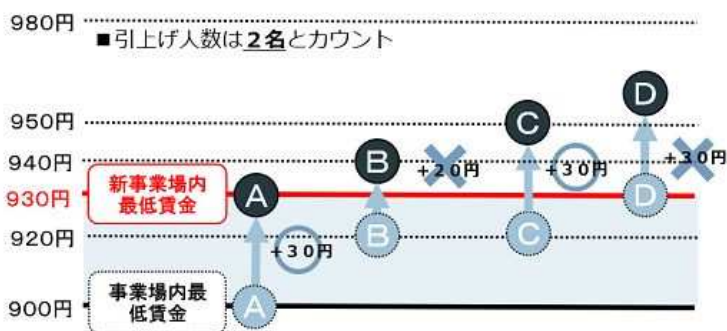 980円
■引上げ人数は２名とカウント
950円
940円
930円
920円
900円
新事業場内
最低賃金
事業場内最
低賃金
A
+３０円
A
B
+２０円
B
C
+３０円
C
D
+３０円
D